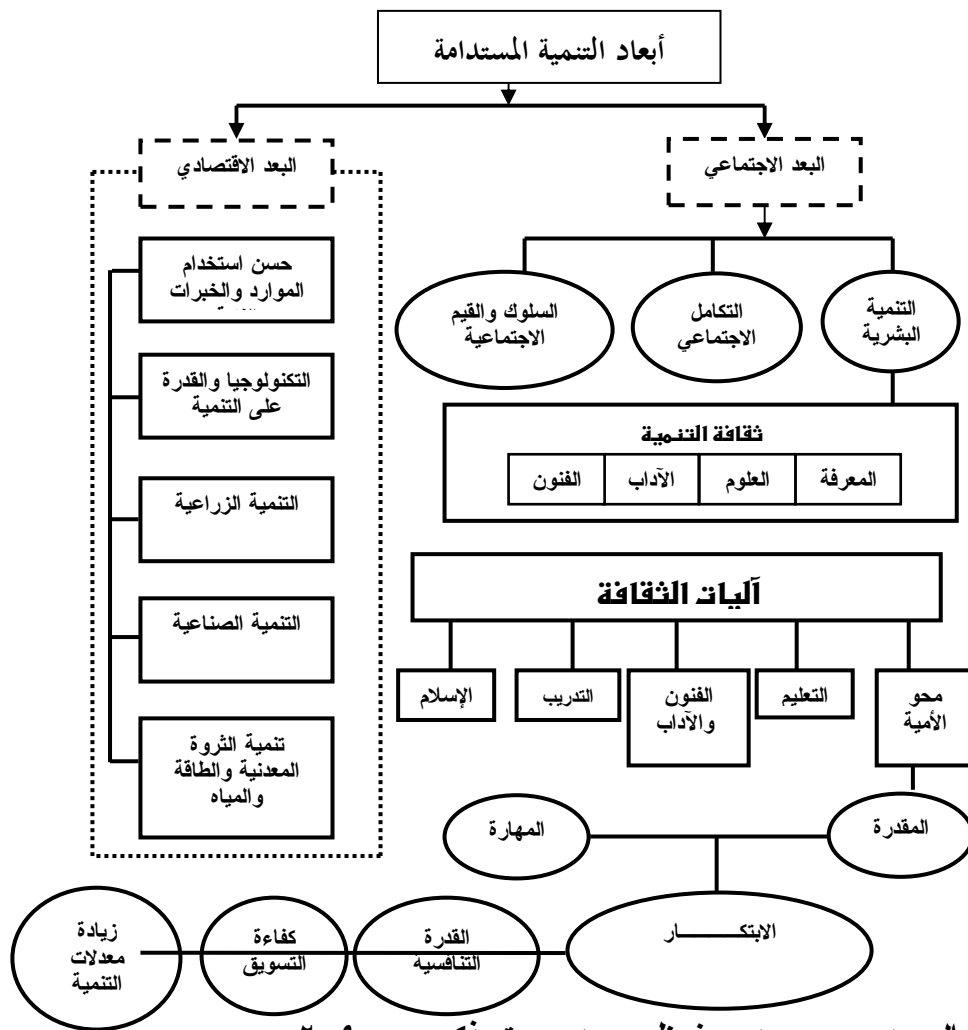 أبعاد التنمية المستدامة
البعد الاجتماعي
البعد الاقتصادي
التنمية
البشرية
التكامل
الاجتماعي
السلوك والقيم
الاجتماعية
ثقافة التنمية
المعرفة
العلوم
الآداب
الفنون
آليات الثقافة
محو
الأمية
التعليم
الفنون
والآداب
التدريب
الإسلام
المقدرة
المهارة
الابتكــــــــار
القدرة
التنافسية
كفاءة
التسويق
زيادة
معدلات
التنمية
حسن استخدام
الموارد والخبرات
التكنولوجيا والقدرة
على التنمية
التنمية الزراعية
التنمية الصناعية
تنمية الثروة
المعدنية والطاقة
والمياه